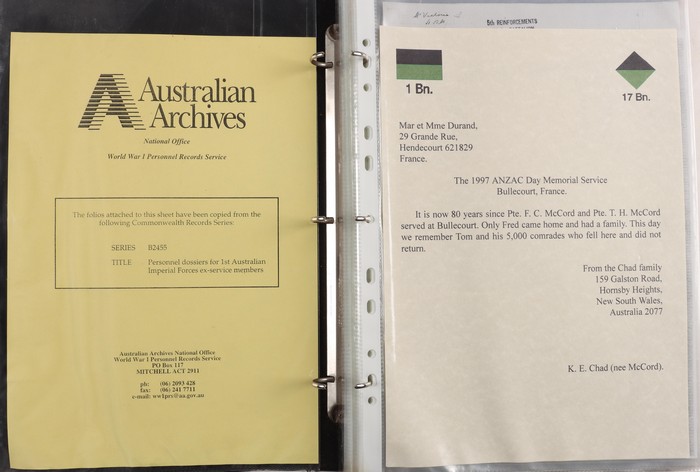 Australian
Archives
National Office
World War I Personnel Records Service
The folios attached to this sheet have been copied from the
following Commonwealth Records Series:
SERIES B2455
TITLE Personnel dossiers for 1st Australian
Imperial Forces ex-service members
Australian Archives National Office
World War I Personnel Records Service
PO Box 117
MITCHELL ACT 2911
ph: (06) 2093 428
fax: (06) 241 7711
e-mail: ww1prs@aa.gov.au
5th REINFORCEMENTS
1 Bn.
17 Bn.
Mar et Mme Durand,
29 Grande Rue,
Hendecourt 621829
France.
The 1997 ANZAC Day Memorial Service
Bullecourt, France.
It is now 80 years since Pte. F. C. McCord and Pte. T. H. McCord
served at Bullecourt. Only Fred came home and had a family. This day
we remember Tom and his 5,000 comrades who fell here and did not
return.
From the Chad family
159 Galston Road,
Hornsby Heights,
New South Wales,
Australia 2077
K. E. Chad (nee McCord).